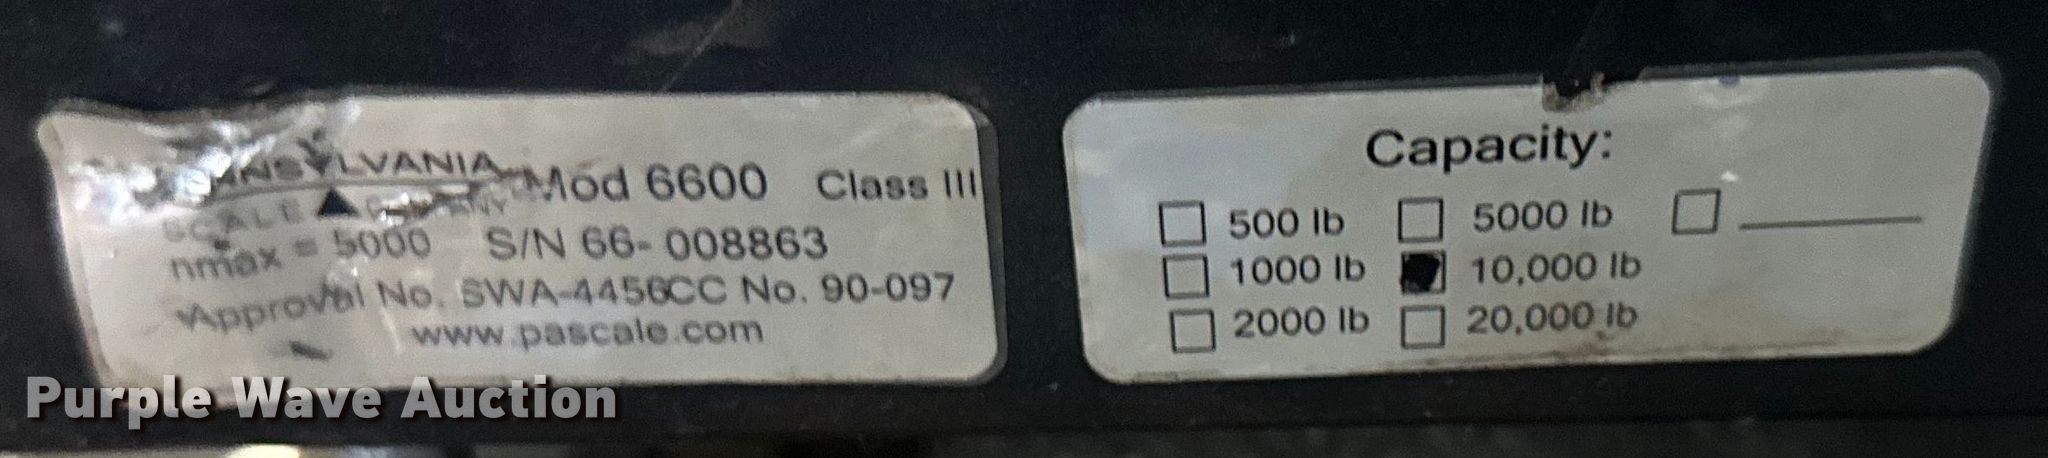 PENNSYLVANIA
SCALE COMPANY Mod 6600 Class III
nmax = 5000 S/N 66- 008863
Approval No. SWA-4456CC No. 90-097
www.pascale.com
Capacity:
500 lb 5000 lb
1000 lb 10,000 lb
2000 lb 20,000 lb
Purple Wave Auction